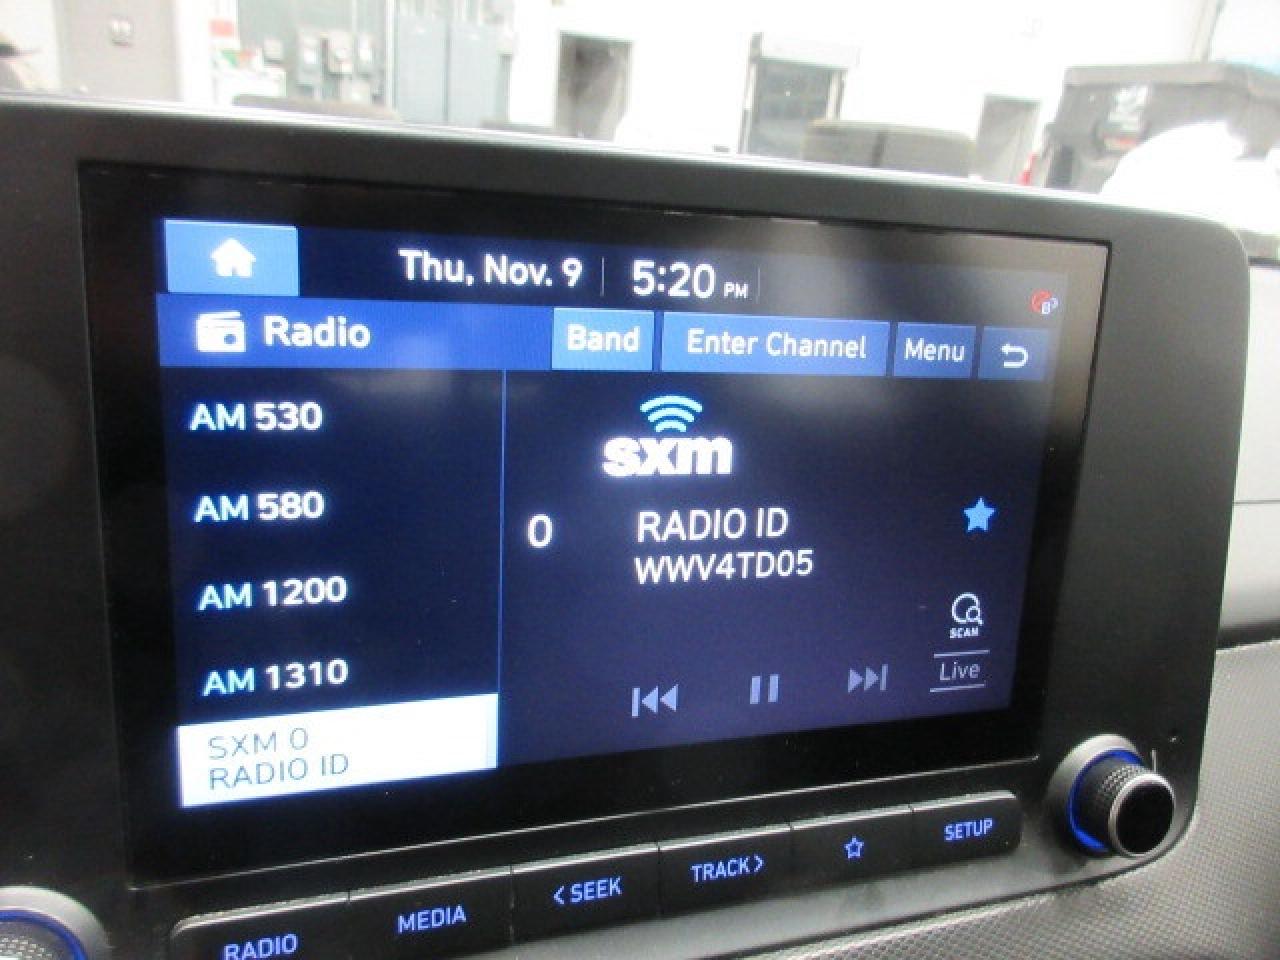 Thu, Nov. 9 5:20 PM
Radio Band Enter Channel Menu
AM 530
AM 580
AM 1200
AM 1310
SXM 0
RADIO ID
sxm
0 RADIO ID
WWV4TD05
SCAN
Live
RADIO MEDIA < SEEK TRACK > SETUP